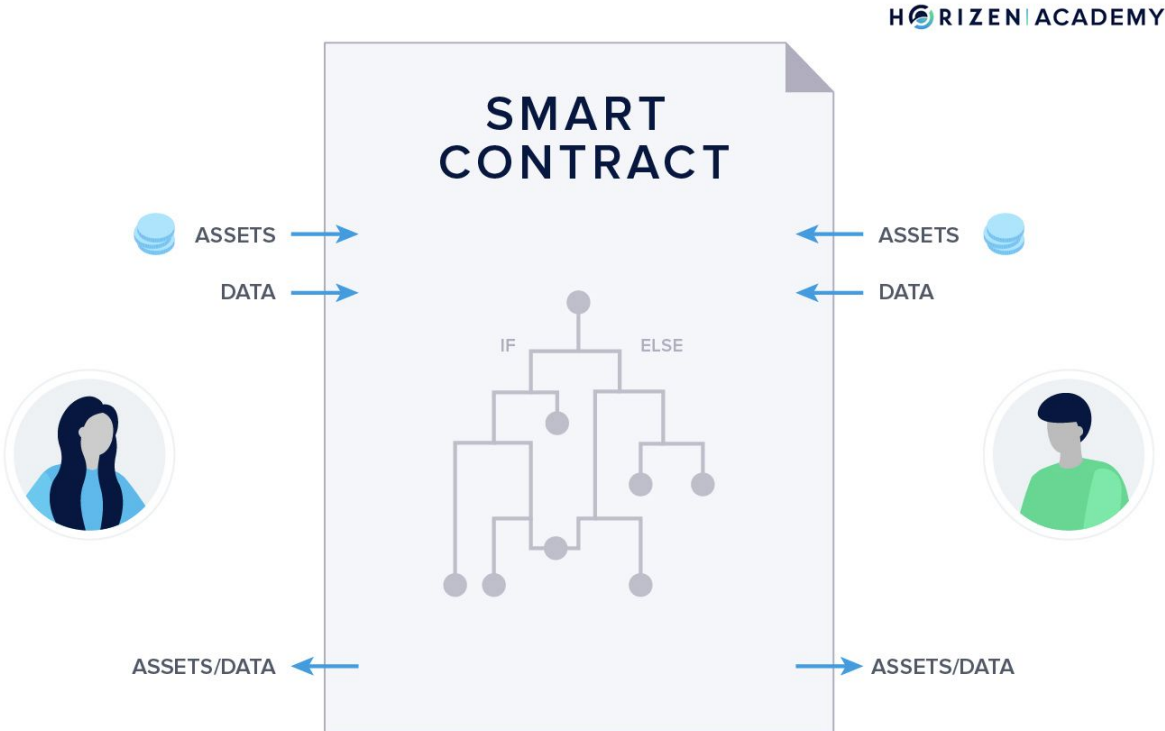 HORIZEN ACADEMY
SMART
CONTRACT
ASSETS
ASSETS
DATA
DATA
IF
ELSE
ASSETS/DATA
ASSETS/DATA